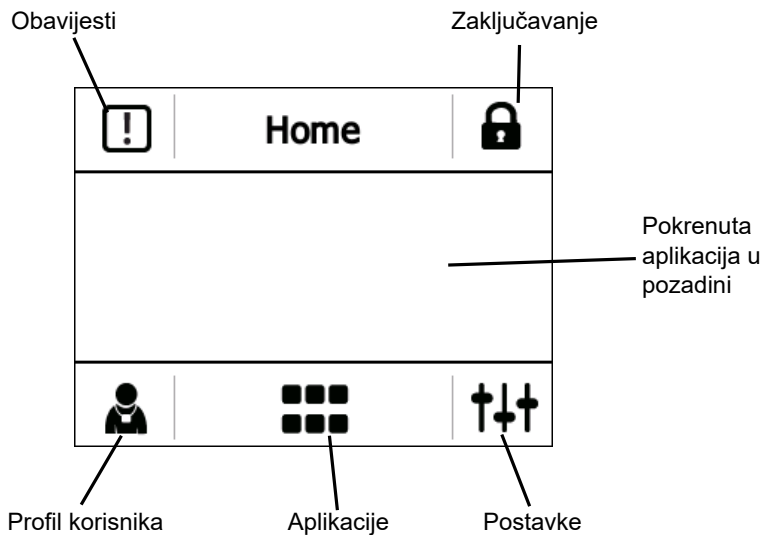 Obavijesti
Zaključavanje
Home
Pokrenuta
aplikacija u
pozadini
Profil korisnika
Aplikacije
Postavke